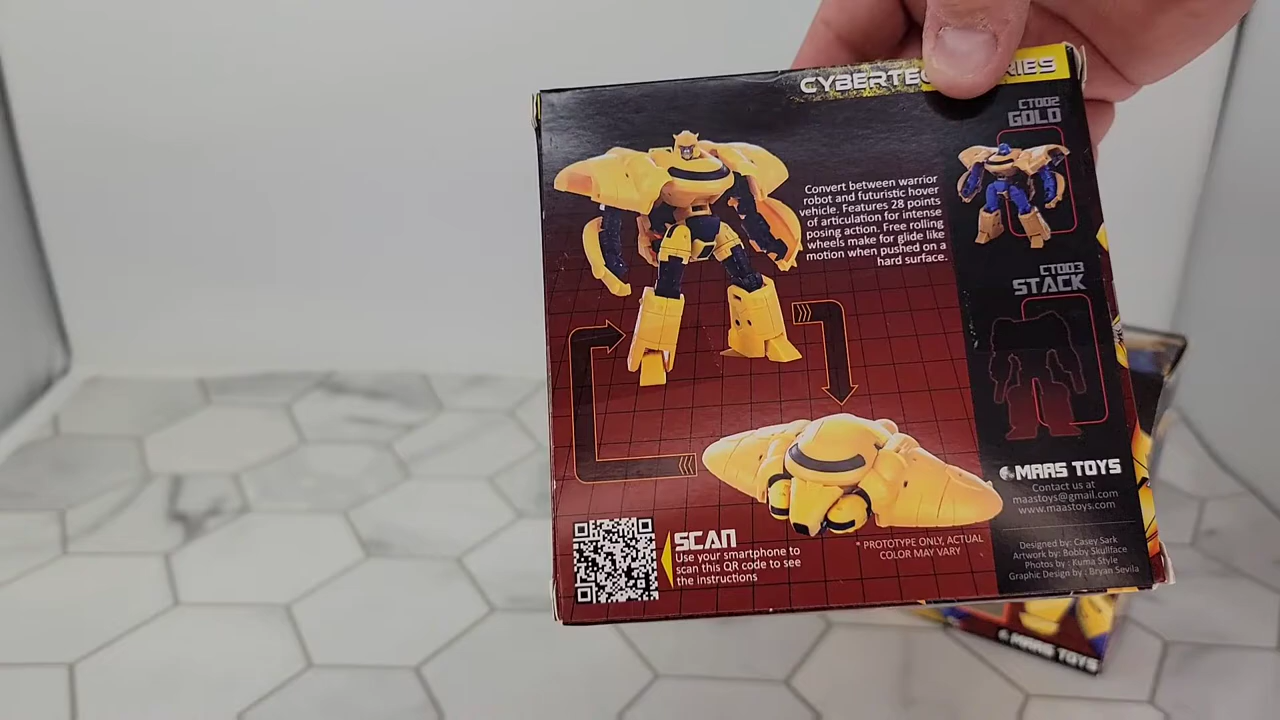 CT002
GOLD
Convert between warrior
robot and futuristic hover
vehicle. Features 28 points
of articulation for intense
posing action. Free rolling
wheels make for glide like
motion when pushed on a
hard surface.
CT003
STACK
MAAS TOYS
Contact us at
maastoys@gmail.com
www.maastoys.com
SCAN
Use your smartphone to
scan this QR code to see
the instructions
* PROTOTYPE ONLY, ACTUAL
COLOR MAY VARY
Designed by: Casey Sark
Artwork by: Bobby Skullface
Photos by : Kuma Style
Graphic Design by : Bryan Sevila
MAAS TOYS